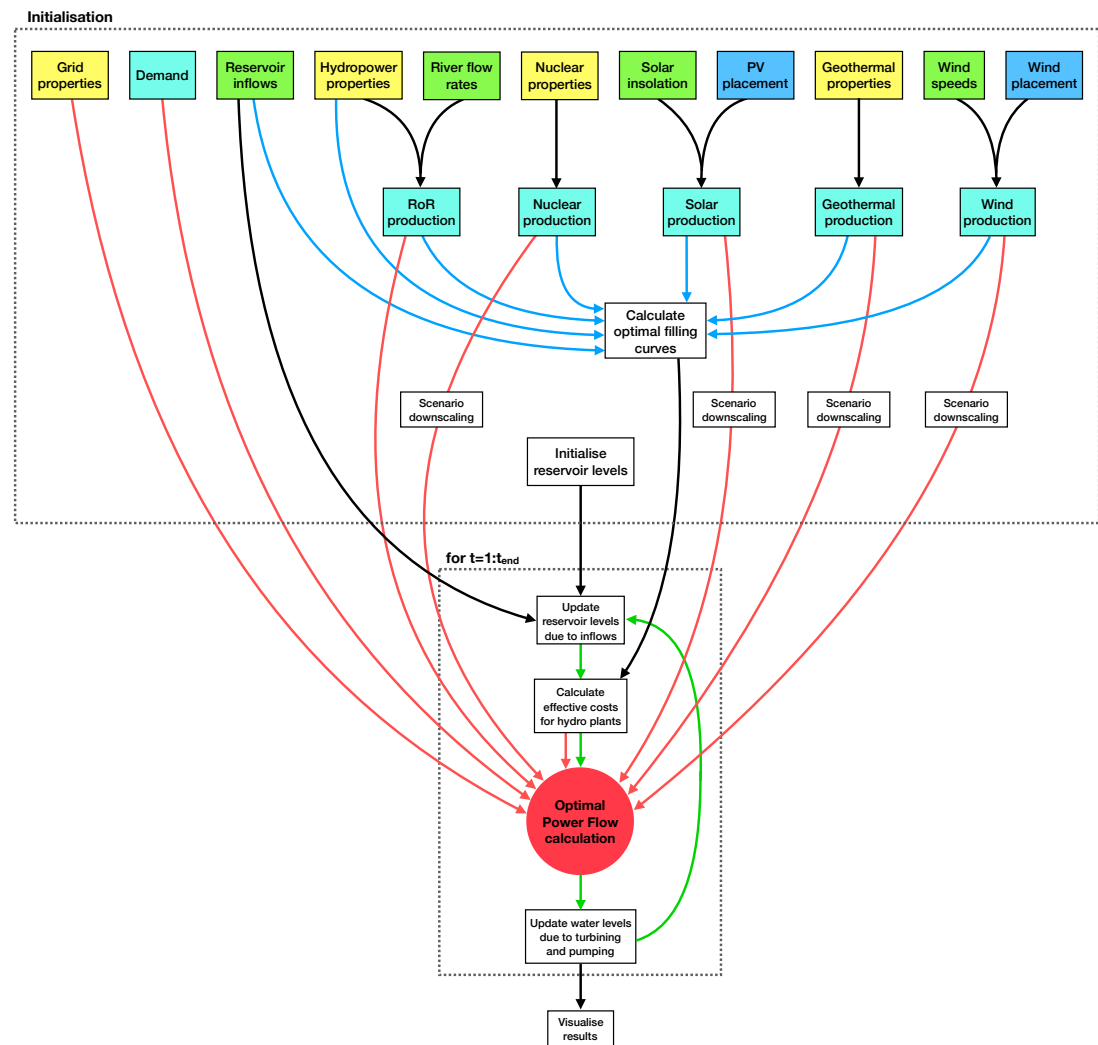 Initialisation
Grid
properties
Demand
Reservoir
inflows
Hydropower
properties
River flow
rates
Nuclear
properties
Solar
insolation
PV
placement
Geothermal
properties
Wind
speeds
Wind
placement
RoR
production
Nuclear
production
Solar
production
Geothermal
production
Wind
production
Calculate
optimal filling
curves
Scenario
downscaling
Scenario
downscaling
Scenario
downscaling
Scenario
downscaling
Initialise
reservoir levels
for t=1:tend
Update
reservoir levels
due to inflows
Calculate
effective costs
for hydro plants
Optimal
Power Flow
calculation
Update water levels
due to turbining
and pumping
Visualise
results